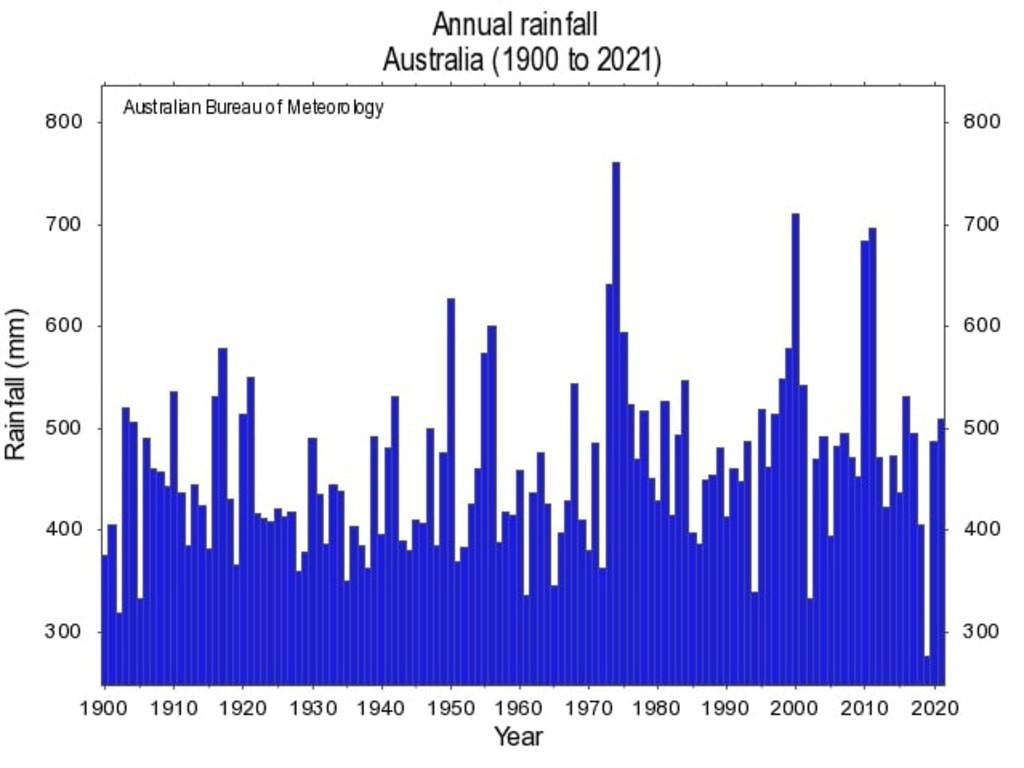 Annual rainfall
Australia (1900 to 2021)
Australian Bureau of Meteorology
800
800
700
700
600
600
500
500
400
400
300
300
Rainfall (mm)
1900 1910 1920 1930 1940 1950 1960 1970 1980 1990 2000 2010 2020
Year